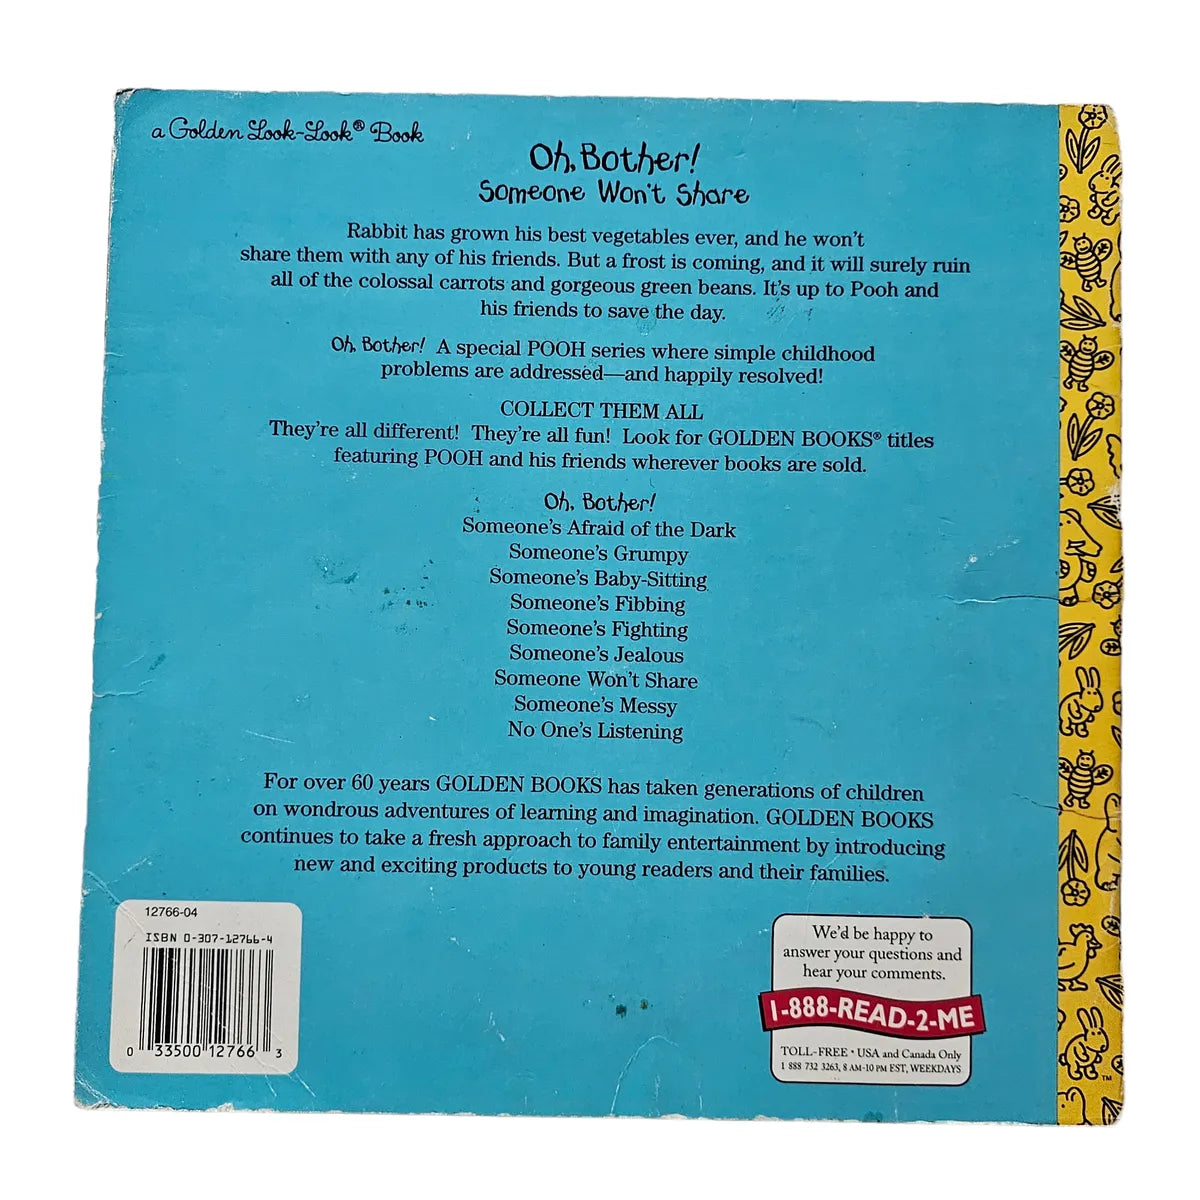 a Golden Look-Look® Book
Oh, Bother!
Someone Won't Share
Rabbit has grown his best vegetables ever, and he won't
share them with any of his friends. But a frost is coming, and it will surely ruin
all of the colossal carrots and gorgeous green beans. It's up to Pooh and
his friends to save the day.
Oh, Bother! A special POOH series where simple childhood
problems are addressed—and happily resolved!
COLLECT THEM ALL
They're all different! They're all fun! Look for GOLDEN BOOKS® titles
featuring POOH and his friends wherever books are sold.
Oh, Bother!
Someone's Afraid of the Dark
Someone's Grumpy
Someone's Baby-Sitting
Someone's Fibbing
Someone's Fighting
Someone's Jealous
Someone Won't Share
Someone's Messy
No One's Listening
For over 60 years GOLDEN BOOKS has taken generations of children
on wondrous adventures of learning and imagination. GOLDEN BOOKS
continues to take a fresh approach to family entertainment by introducing
new and exciting products to young readers and their families.
12766-04
ISBN 0-307-12766-4
0 33500 12766 3
We'd be happy to
answer your questions and
hear your comments.
1-888-READ-2-ME
TOLL-FREE • USA and Canada Only
1 888 732 3263, 8 AM-10 PM EST, WEEKDAYS
TM